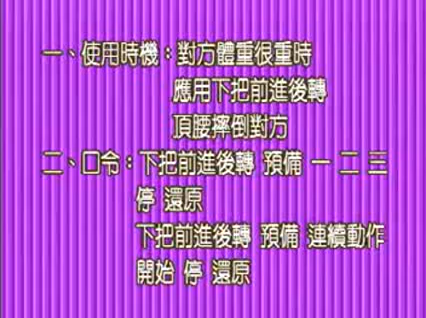 一、使用時機：對方體重很重時
應用下把前進後轉
頂腰摔倒對方
二、口令：下把前進後轉 預備 一 二 三
停 還原
下把前進後轉 預備 連續動作
開始 停 還原